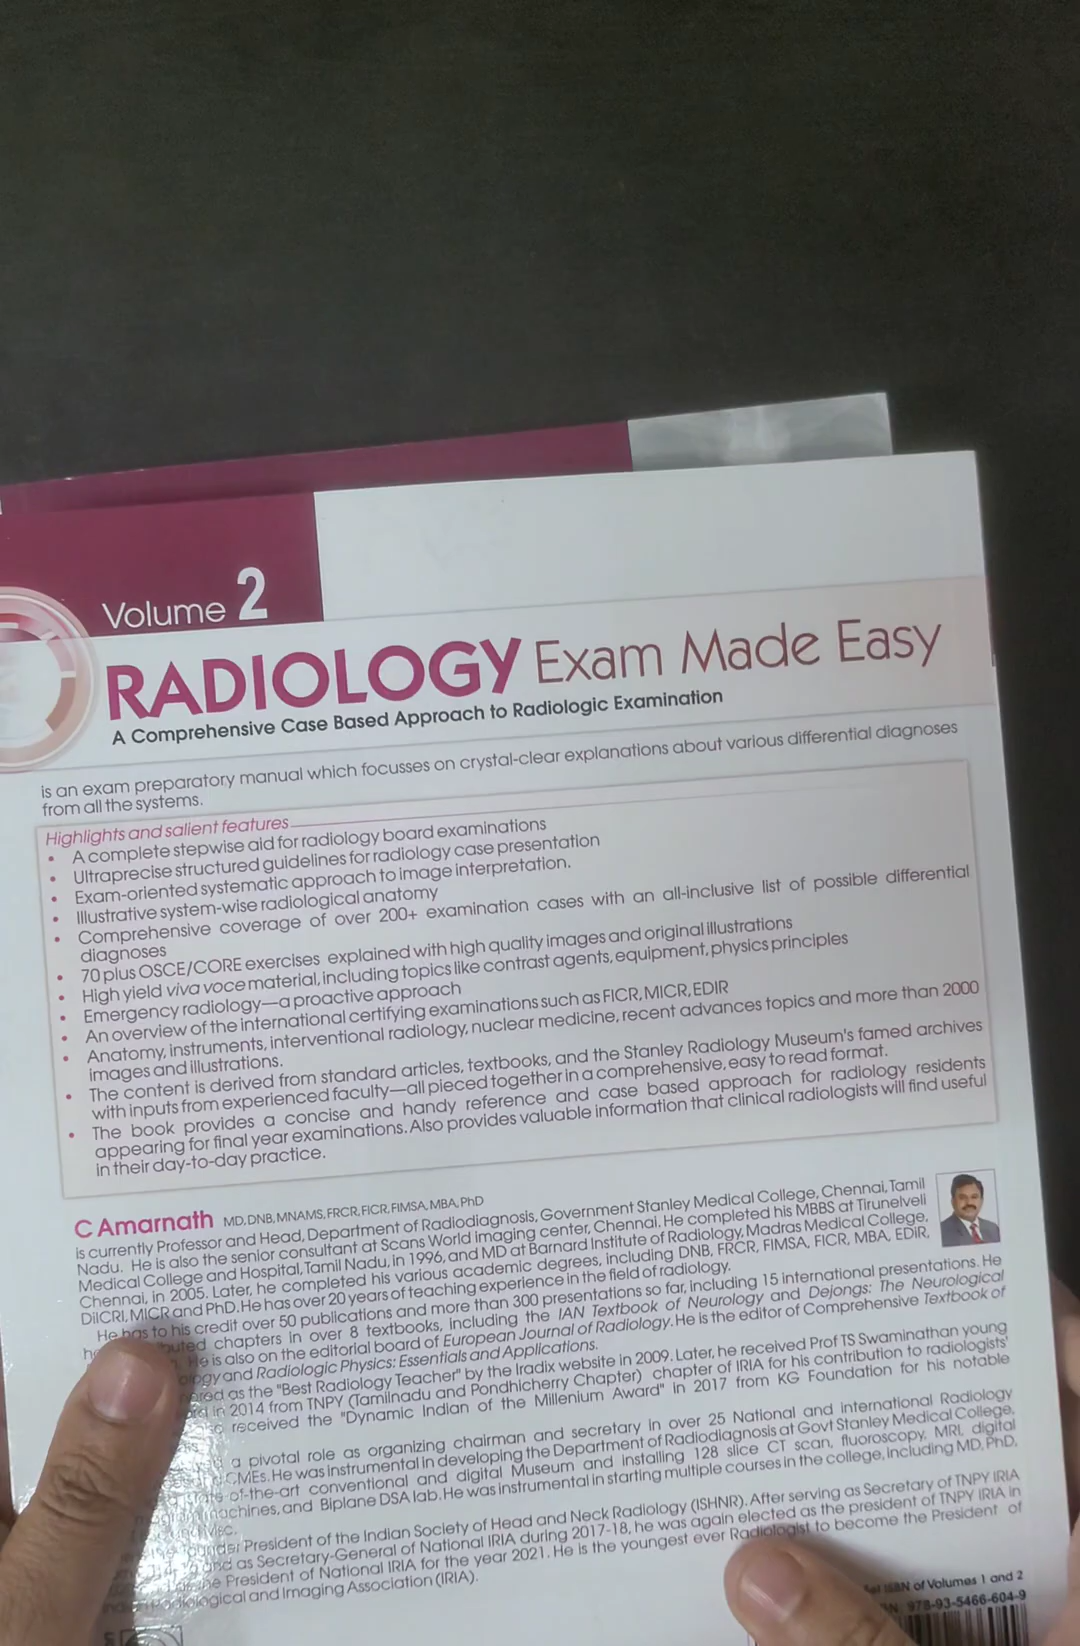 Volume 2
RADIOLOGY Exam Made Easy
A Comprehensive Case Based Approach to Radiologic Examination
is an exam preparatory manual which focusses on crystal-clear explanations about various differential diagnoses
from all the systems.
Highlights and salient features
• A complete stepwise aid for radiology board examinations
• Ultraprecise structured guidelines for radiology case presentation
• Exam-oriented systematic approach to image interpretation.
• Illustrative system-wise radiological anatomy
• Comprehensive coverage of over 200+ examination cases with an all-inclusive list of possible differential
diagnoses
• 70 plus OSCE/CORE exercises explained with high quality images and original illustrations
• High yield viva voce material, including topics like contrast agents, equipment, physics principles
• Emergency radiology—a proactive approach
• An overview of the international certifying examinations such as FICR, MICR, EDIR
• Anatomy, instruments, interventional radiology, nuclear medicine, recent advances topics and more than 2000
images and illustrations.
• The content is derived from standard articles, textbooks, and the Stanley Radiology Museum's famed archives
with inputs from experienced faculty—all pieced together in a comprehensive, easy to read format.
• The book provides a concise and handy reference and case based approach for radiology residents
appearing for final year examinations. Also provides valuable information that clinical radiologists will find useful
in their day-to-day practice.
C Amarnath MD, DNB, MNAMS, FRCR, FICR, FIMSA, MBA, PhD
is currently Professor and Head, Department of Radiodiagnosis, Government Stanley Medical College, Chennai, Tamil
Nadu. He is also the senior consultant at Scans World imaging center, Chennai. He completed his MBBS at Tirunelveli
Medical College and Hospital, Tamil Nadu, in 1996, and MD at Barnard Institute of Radiology, Madras Medical College,
Chennai, in 2005. Later, he completed his various academic degrees, including DNB, FRCR, FIMSA, FICR, MBA, EDiR,
DilCRI, MICR and PhD. He has over 20 years of teaching experience in the field of radiology.
He has to his credit over 50 publications and more than 300 presentations so far, including 15 international presentations. He
chapters in over 8 textbooks, including the IAN Textbook of Neurology and Dejongs: The Neurological
He is also on the editorial board of European Journal of Radiology. He is the editor of Comprehensive Textbook of
and Radiologic Physics: Essentials and Applications.
as the "Best Radiology Teacher" by the Iradix website in 2009. Later, he received Prof TS Swaminathan young
in 2014 from TNPY (Tamilnadu and Pondhicherry Chapter) chapter of IRIA for his contribution to radiologists'
received the "Dynamic Indian of the Millenium Award" in 2017 from KG Foundation for his notable
a pivotal role as organizing chairman and secretary in over 25 National and international Radiology
CMEs. He was instrumental in developing the Department of Radiodiagnosis at Govt Stanley Medical College,
of-the-art conventional and digital Museum and installing 128 slice CT scan, fluoroscopy, MRI, digital
and Biplane DSA lab. He was instrumental in starting multiple courses in the college, including MD, PhD,
President of the Indian Society of Head and Neck Radiology (ISHNR). After serving as Secretary of TNPY IRIA
and as Secretary-General of National IRIA during 2017-18, he was again elected as the president of TNPY IRIA in
President of National IRIA for the year 2021. He is the youngest ever Radiologist to become the President of
and Imaging Association (IRIA).
ISBN of Volumes 1 and 2
978-93-5466-604-9